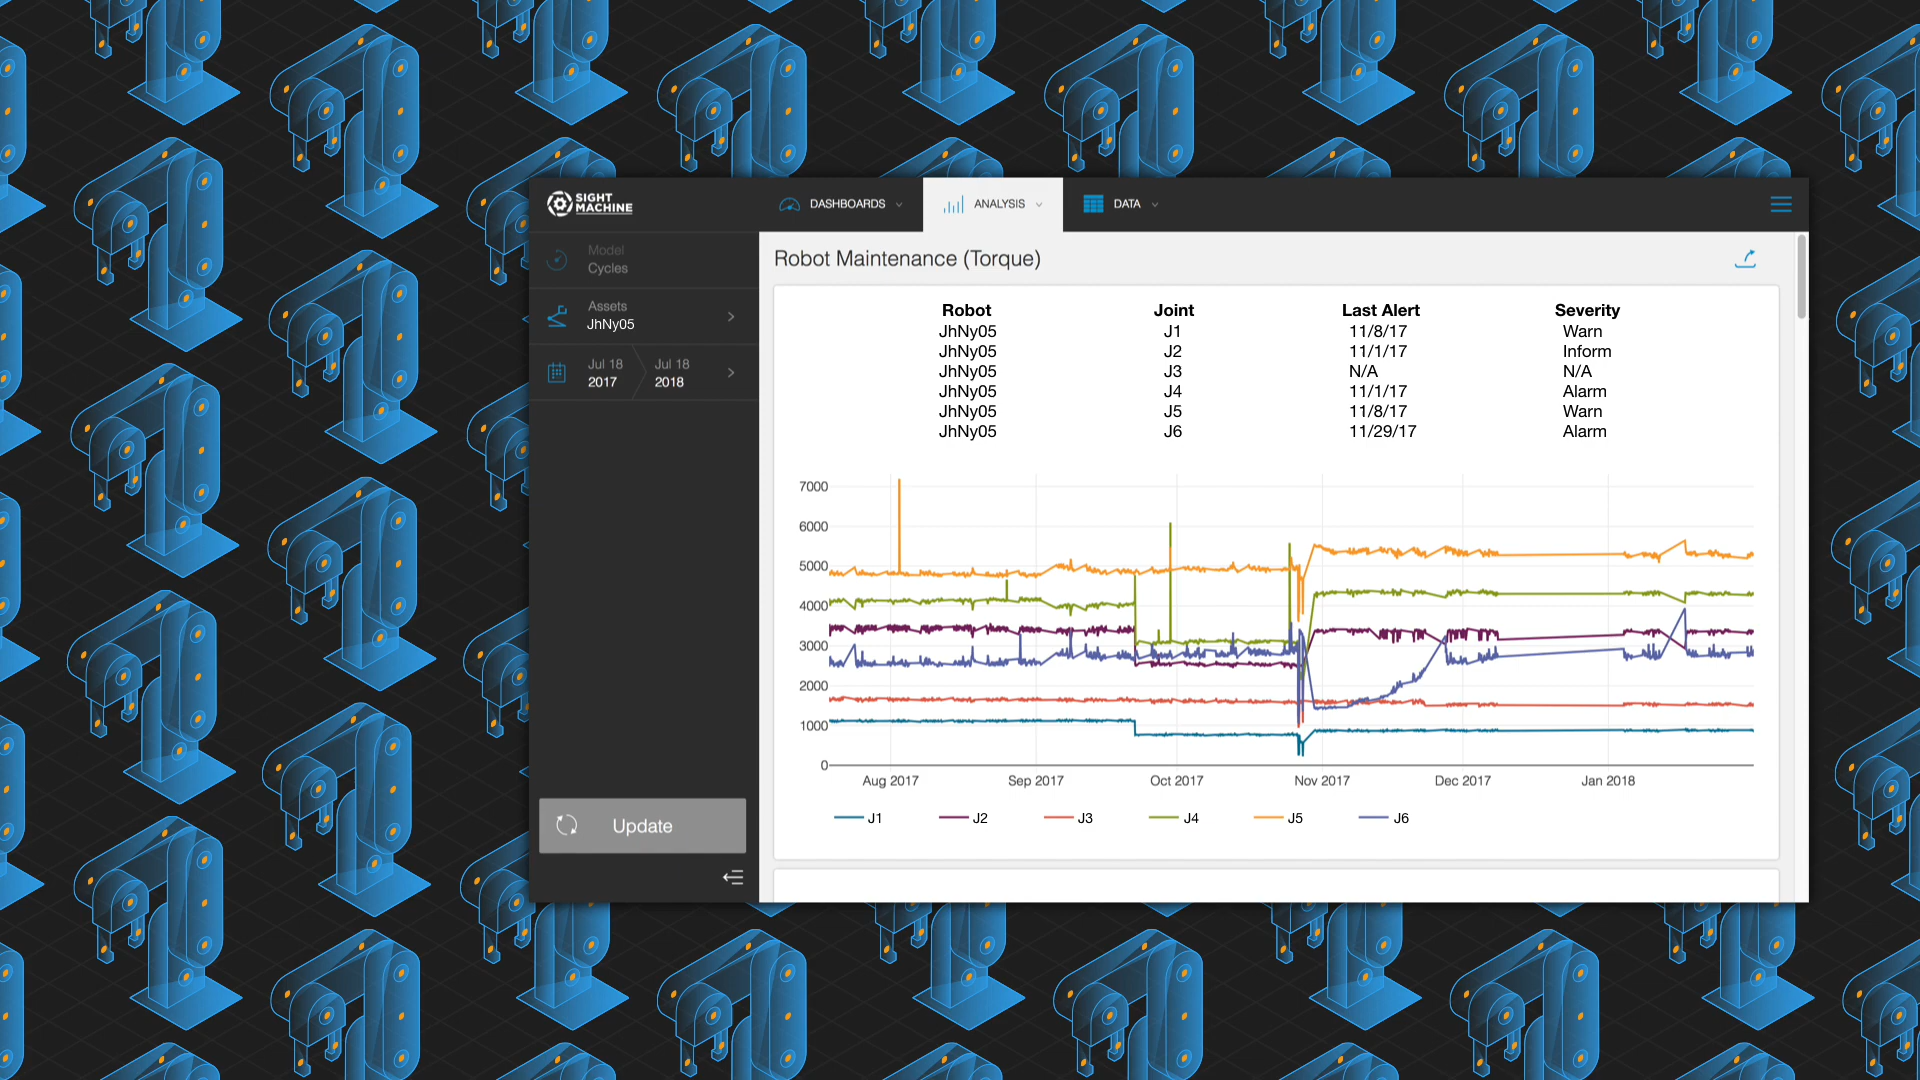 SIGHT
MACHINE
DASHBOARDS
ANALYSIS
DATA
Model
Cycles
Assets
JhNy05
Jul 18
2017
Jul 18
2018
Update
Robot Maintenance (Torque)
Robot Joint Last Alert Severity
JhNy05 J1 11/8/17 Warn
JhNy05 J2 11/1/17 Inform
JhNy05 J3 N/A N/A
JhNy05 J4 11/1/17 Alarm
JhNy05 J5 11/8/17 Warn
JhNy05 J6 11/29/17 Alarm
7000
6000
5000
4000
3000
2000
1000
0
Aug 2017 Sep 2017 Oct 2017 Nov 2017 Dec 2017 Jan 2018
J1 J2 J3 J4 J5 J6